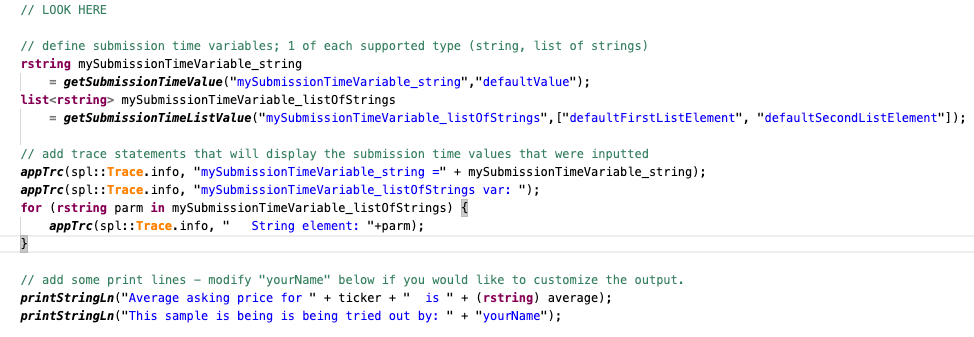 // LOOK HERE
// define submission time variables; 1 of each supported type (string, list of strings)
rstring mySubmissionTimeVariable_string
= getSubmissionTimeValue("mySubmissionTimeVariable_string","defaultValue");
list<rstring> mySubmissionTimeVariable_listOfStrings
= getSubmissionTimeListValue("mySubmissionTimeVariable_listOfStrings",["defaultFirstListElement", "defaultSecondListElement"]);
// add trace statements that will display the submission time values that were inputted
appTrc(spl::Trace.info, "mySubmissionTimeVariable_string =" + mySubmissionTimeVariable_string);
appTrc(spl::Trace.info, "mySubmissionTimeVariable_listOfStrings var: ");
for (rstring parm in mySubmissionTimeVariable_listOfStrings) {
appTrc(spl::Trace.info, "   String element: "+parm);
}
// add some print lines – modify "yourName" below if you would like to customize the output.
printStringLn("Average asking price for " + ticker + "  is " + (rstring) average);
printStringLn("This sample is being is being tried out by: " + "yourName");